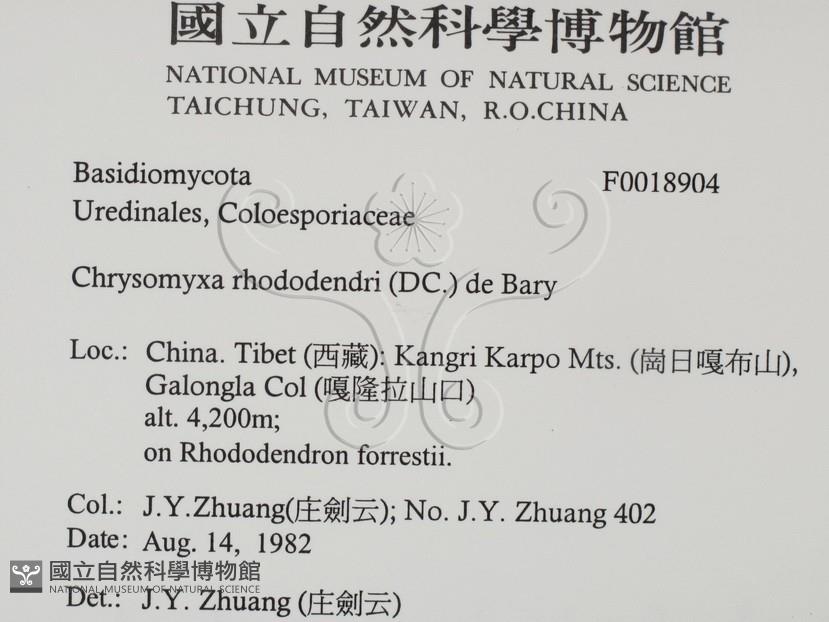 國立自然科學博物館
NATIONAL MUSEUM OF NATURAL SCIENCE
TAICHUNG, TAIWAN, R.O.CHINA
Basidiomycota F0018904
Uredinales, Coloesporiaceae
Chrysomyxa rhododendri (DC.) de Bary
Loc.: China. Tibet (西藏): Kangri Karpo Mts. (崗日嘎布山),
Galongla Col (嘎隆拉山口)
alt. 4,200m;
on Rhododendron forrestii.
Col.: J.Y.Zhuang(庄劍云); No. J.Y. Zhuang 402
Date: Aug. 14, 1982
Det.: J.Y. Zhuang (庄劍云)
國立自然科學博物館
NATIONAL MUSEUM OF NATURAL SCIENCE